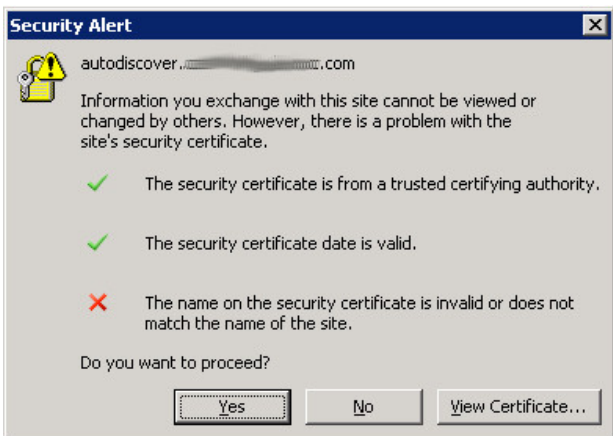 Security Alert
autodiscover. .com
Information you exchange with this site cannot be viewed or
changed by others. However, there is a problem with the
site's security certificate.
The security certificate is from a trusted certifying authority.
The security certificate date is valid.
The name on the security certificate is invalid or does not
match the name of the site.
Do you want to proceed?
Yes No View Certificate...